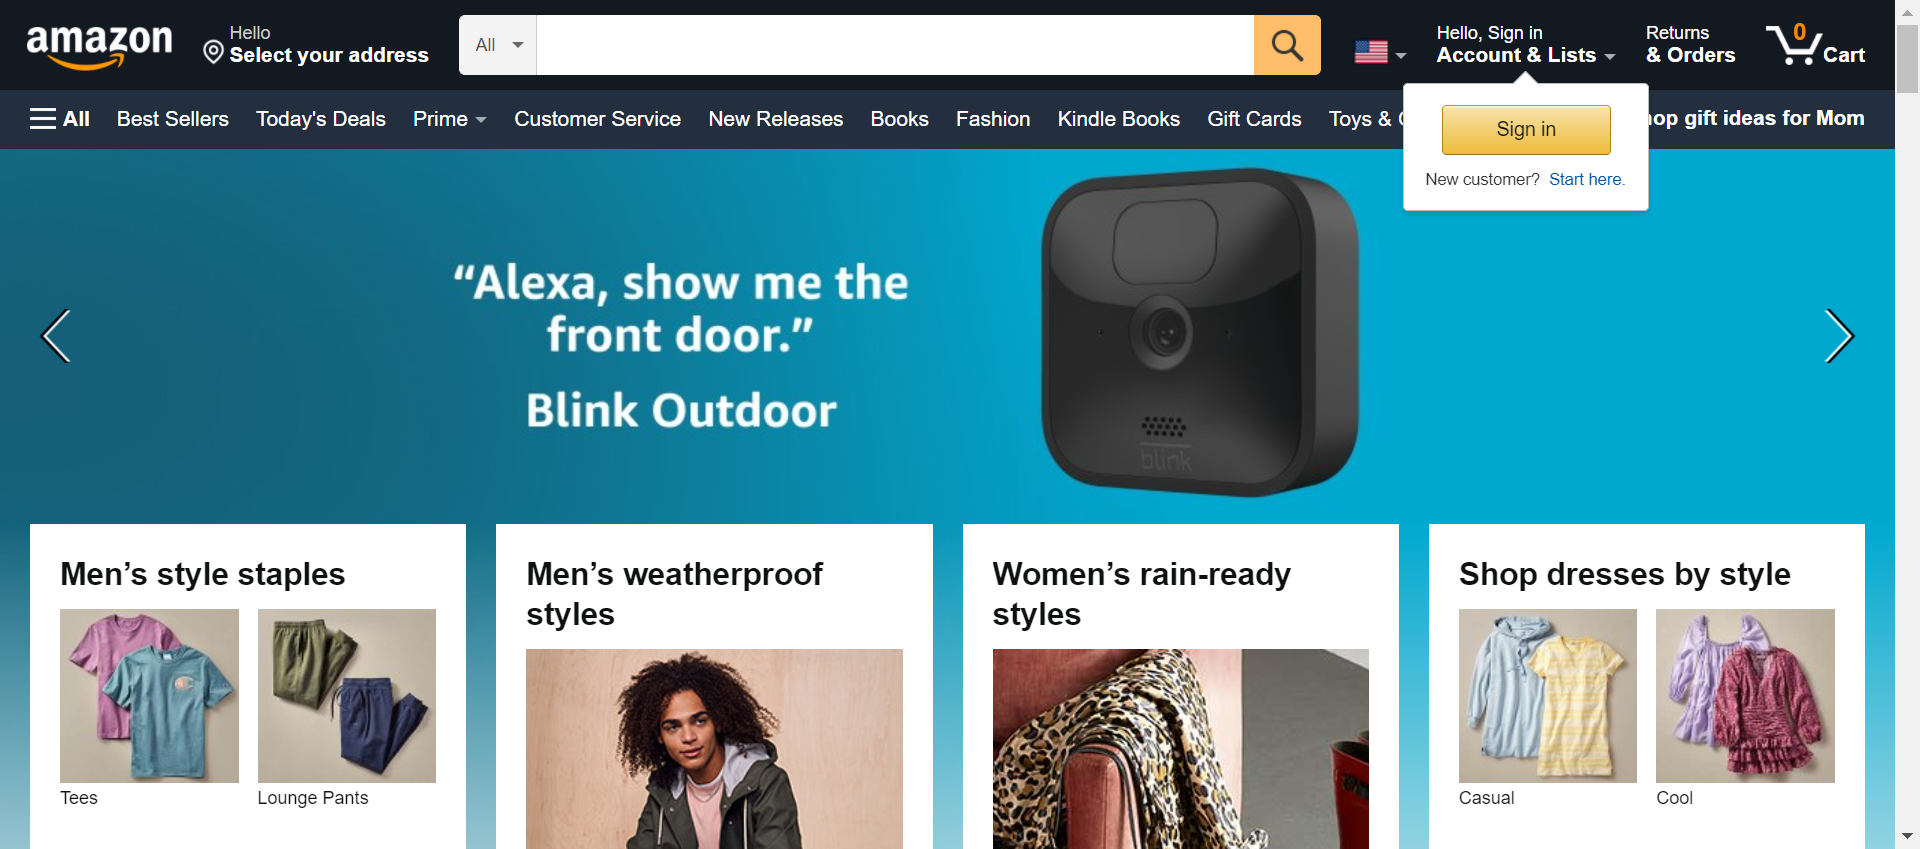 amazon
Hello
Select your address
All
Hello, Sign in
Account & Lists
Returns
& Orders
0
Cart
All
Best Sellers
Today's Deals
Prime
Customer Service
New Releases
Books
Fashion
Kindle Books
Gift Cards
Toys &
Sign in
New customer? Start here.
gift ideas for Mom
“Alexa, show me the
front door.”
Blink Outdoor
blink
Men’s style staples
Tees
Lounge Pants
Men’s weatherproof
styles
Women’s rain-ready
styles
Shop dresses by style
Casual
Cool